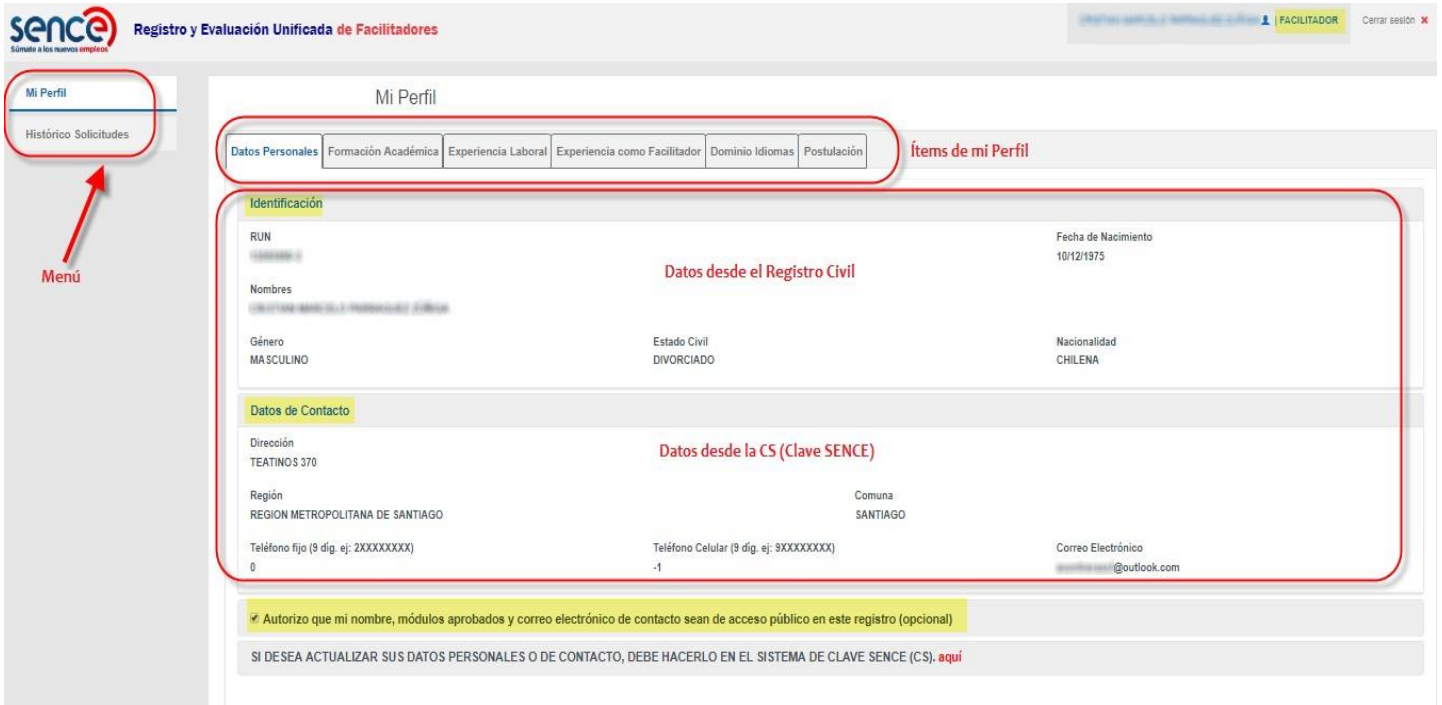 sence
Súmate a los nuevos empleos
Registro y Evaluación Unificada de Facilitadores
| FACILITADOR
Cerrar sesión ✖
Mi Perfil
Histórico Solicitudes
Menú
Mi Perfil
Datos Personales Formación Académica Experiencia Laboral Experiencia como Facilitador Dominio Idiomas Postulación
Ítems de mi Perfil
Identificación
RUN
Fecha de Nacimiento
10/12/1975
Datos desde el Registro Civil
Nombres
Género Estado Civil Nacionalidad
MASCULINO DIVORCIADO CHILENA
Datos de Contacto
Dirección
TEATINOS 370
Datos desde la CS (Clave SENCE)
Región Comuna
REGION METROPOLITANA DE SANTIAGO SANTIAGO
Teléfono fijo (9 díg. ej: 2XXXXXXXX) Teléfono Celular (9 díg. ej: 9XXXXXXXX) Correo Electrónico
0 -1 @outlook.com
Autorizo que mi nombre, módulos aprobados y correo electrónico de contacto sean de acceso público en este registro (opcional)
SI DESEA ACTUALIZAR SUS DATOS PERSONALES O DE CONTACTO, DEBE HACERLO EN EL SISTEMA DE CLAVE SENCE (CS). aquí